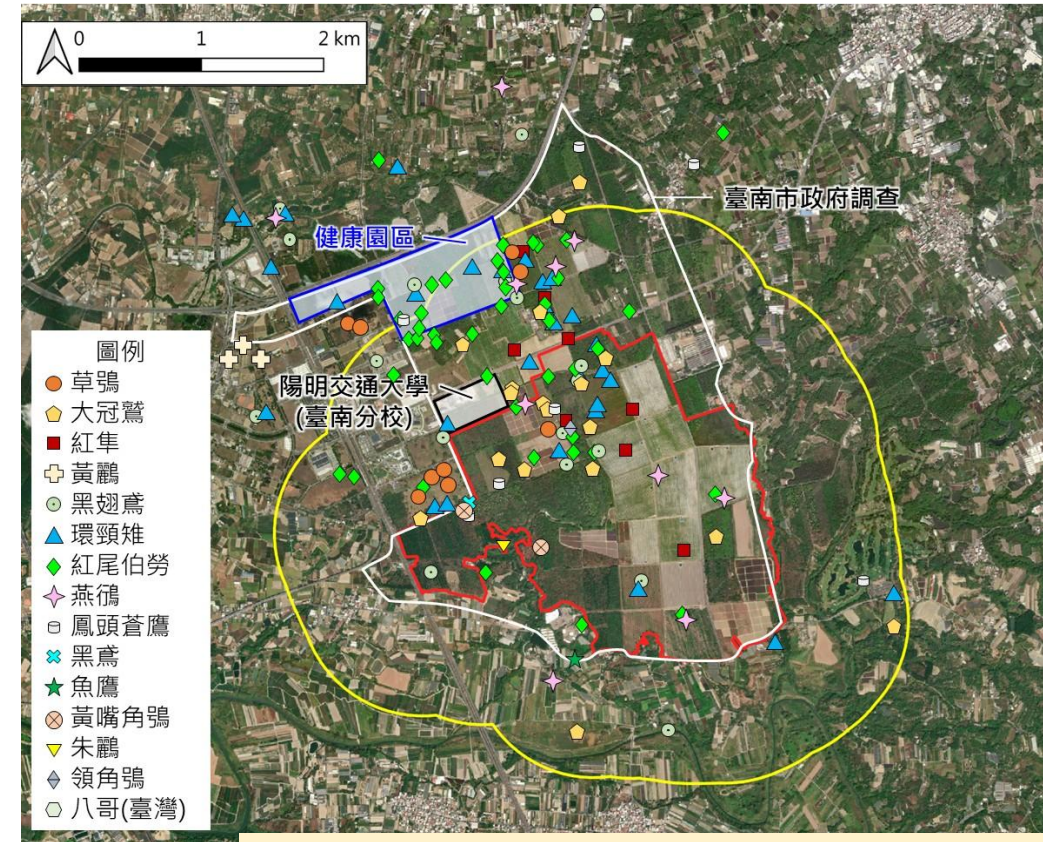 0 1 2 km
臺南市政府調查
健康園區
陽明交通大學
(臺南分校)
圖例
草鴞
大冠鷲
紅隼
黃鸝
黑翅鳶
環頸雉
紅尾伯勞
燕鴴
鳳頭蒼鷹
黑鳶
魚鷹
黃嘴角鴞
朱鸝
領角鴞
八哥(臺灣)